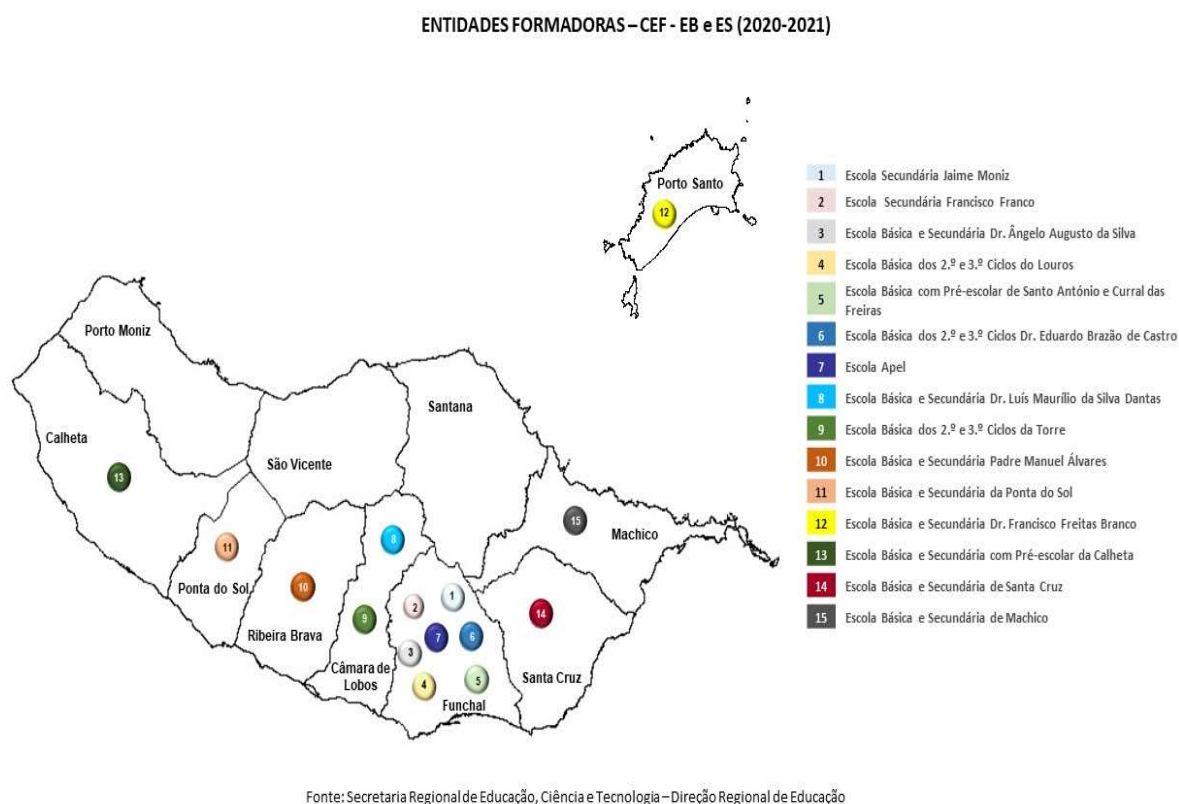 ENTIDADES FORMADORAS – CEF - EB e ES (2020-2021)
Porto Santo
12
1 Escola Secundária Jaime Moniz
2 Escola Secundária Francisco Franco
3 Escola Básica e Secundária Dr. Ângelo Augusto da Silva
4 Escola Básica dos 2.º e 3.º Ciclos do Louros
5 Escola Básica com Pré-escolar de Santo António e Curral das
Freiras
6 Escola Básica dos 2.º e 3.º Ciclos Dr. Eduardo Brazão de Castro
7 Escola Apel
8 Escola Básica e Secundária Dr. Luís Maurílio da Silva Dantas
9 Escola Básica dos 2.º e 3.º Ciclos da Torre
10 Escola Básica e Secundária Padre Manuel Álvares
11 Escola Básica e Secundária da Ponta do Sol
12 Escola Básica e Secundária Dr. Francisco Freitas Branco
13 Escola Básica e Secundária com Pré-escolar da Calheta
14 Escola Básica e Secundária de Santa Cruz
15 Escola Básica e Secundária de Machico
Porto Moniz
Santana
Calheta
São Vicente
13
15
Machico
8
11
Ponta do Sol
10
1
2
14
9
Ribeira Brava
7
6
3
Câmara de
Lobos
Santa Cruz
4
5
Funchal
Fonte: Secretaria Regional de Educação, Ciência e Tecnologia – Direção Regional de Educação